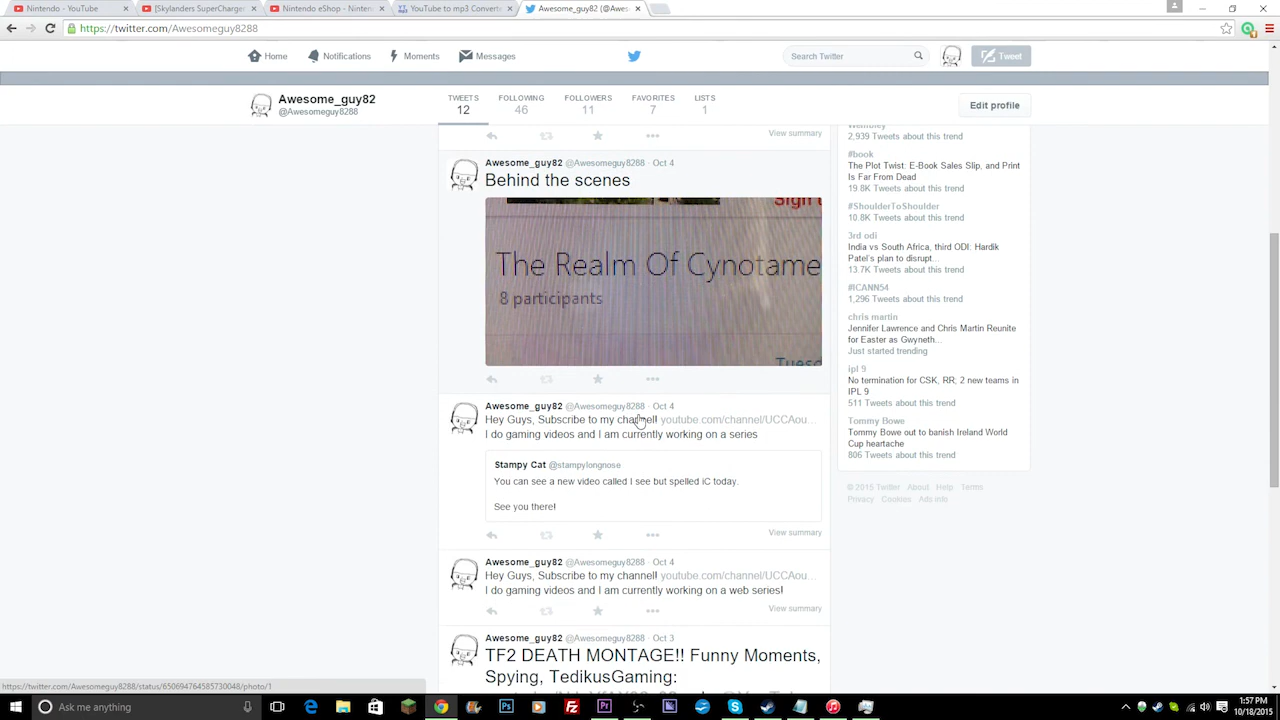 Nintendo - YouTube
[Skylanders SuperCharger
Nintendo eShop - Ninten
YouTube to mp3 Converte
Awesome_guy82 (@Awes
https://twitter.com/Awesomeguy8288
Home
Notifications
Moments
Messages
Search Twitter
Tweet
Awesome_guy82
@Awesomeguy8288
TWEETS
12
FOLLOWING
46
FOLLOWERS
11
FAVORITES
7
LISTS
1
Edit profile
View summary
Awesome_guy82 @Awesomeguy8288 · Oct 4
Behind the scenes
The Realm Of Cynotame
8 participants
Awesome_guy82 @Awesomeguy8288 · Oct 4
Hey Guys, Subscribe to my channel! youtube.com/channel/UCCAou...
I do gaming videos and I am currently working on a series
Stampy Cat @stampylongnose
You can see a new video called I see but spelled iC today.
See you there!
View summary
Awesome_guy82 @Awesomeguy8288 · Oct 4
Hey Guys, Subscribe to my channel! youtube.com/channel/UCCAou...
I do gaming videos and I am currently working on a web series!
View summary
Awesome_guy82 @Awesomeguy8288 · Oct 3
TF2 DEATH MONTAGE!! Funny Moments,
Spying, TedikusGaming:
Wembley
2,939 Tweets about this trend
#book
The Plot Twist: E-Book Sales Slip, and Print
Is Far From Dead
19.8K Tweets about this trend
#ShoulderToShoulder
10.8K Tweets about this trend
3rd odi
India vs South Africa, third ODI: Hardik
Patel's plan to disrupt...
13.7K Tweets about this trend
#ICANN54
1,296 Tweets about this trend
chris martin
Jennifer Lawrence and Chris Martin Reunite
for Easter as Gwyneth...
Just started trending
ipl 9
No termination for CSK, RR, 2 new teams in
IPL 9
511 Tweets about this trend
Tommy Bowe
Tommy Bowe out to banish Ireland World
Cup heartache
806 Tweets about this trend
© 2015 Twitter About Help Terms
Privacy Cookies Ads info
https://twitter.com/Awesomeguy8288/status/650694764585730048/photo/1
Ask me anything
1:57 PM
10/18/2015